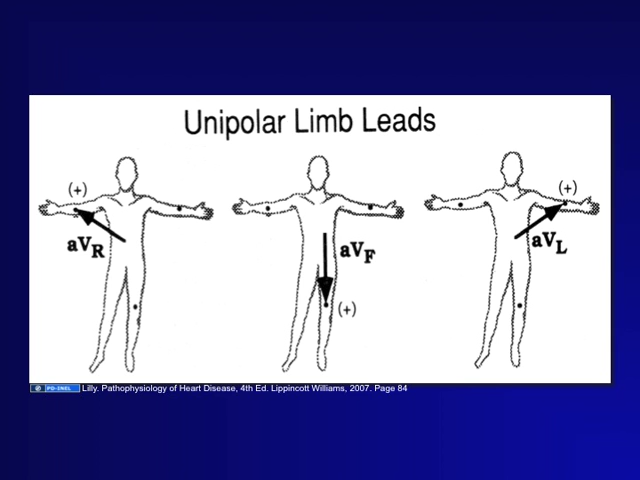 Unipolar Limb Leads
(+)
aVR
aVF
(+)
(+)
aVL
PD-INEL Lilly. Pathophysiology of Heart Disease, 4th Ed. Lippincott Williams, 2007. Page 84